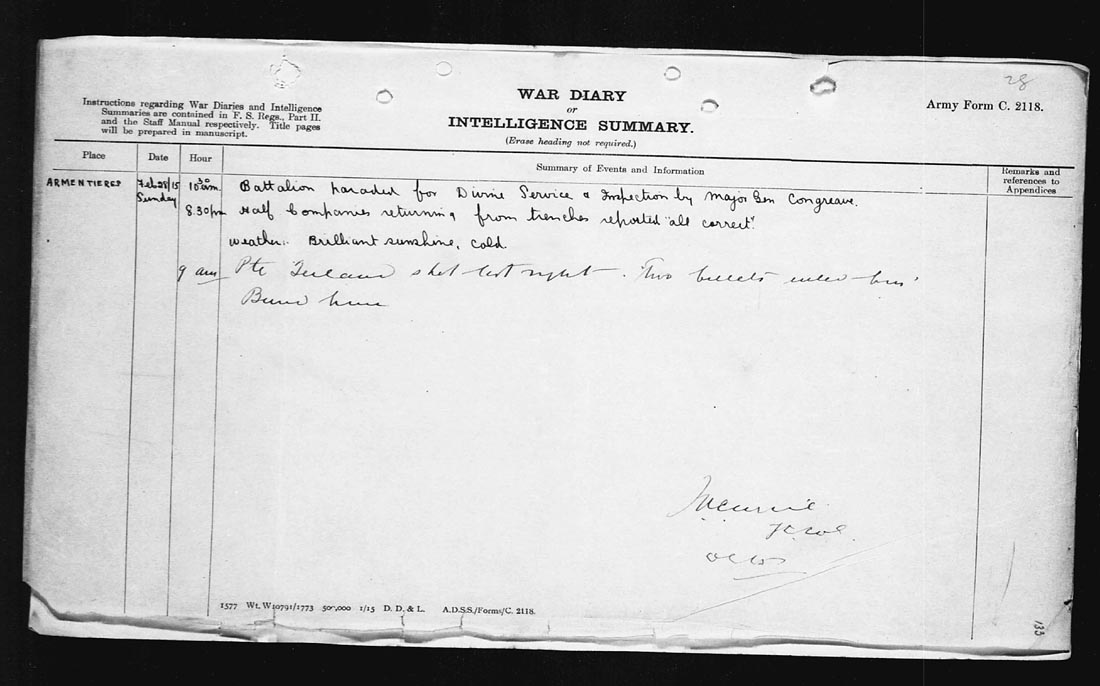 28
Instructions regarding War Diaries and Intelligence
Summaries are contained in F. S. Regs., Part II.
and the Staff Manual respectively. Title pages
will be prepared in manuscript.
WAR DIARY
or
INTELLIGENCE SUMMARY.
(Erase heading not required.)
Army Form C. 2118.
Place Date Hour Summary of Events and Information Remarks and references to Appendices
ARMENTIERES Feb 28/15 10 30 am. Battalion paraded for Divine Service & Inspection by Major Gen Congreave.
Sunday 8.30 pm Half Companies returning from trenches reported "all correct".
Weather:. Brilliant sunshine, cold.
9 am Pte shot last night. Two bullets
Lt Col.
1577 Wt. W10791/1773 500,000 1/15 D. D. & L. A.D.S.S./Forms/C. 2118.
133